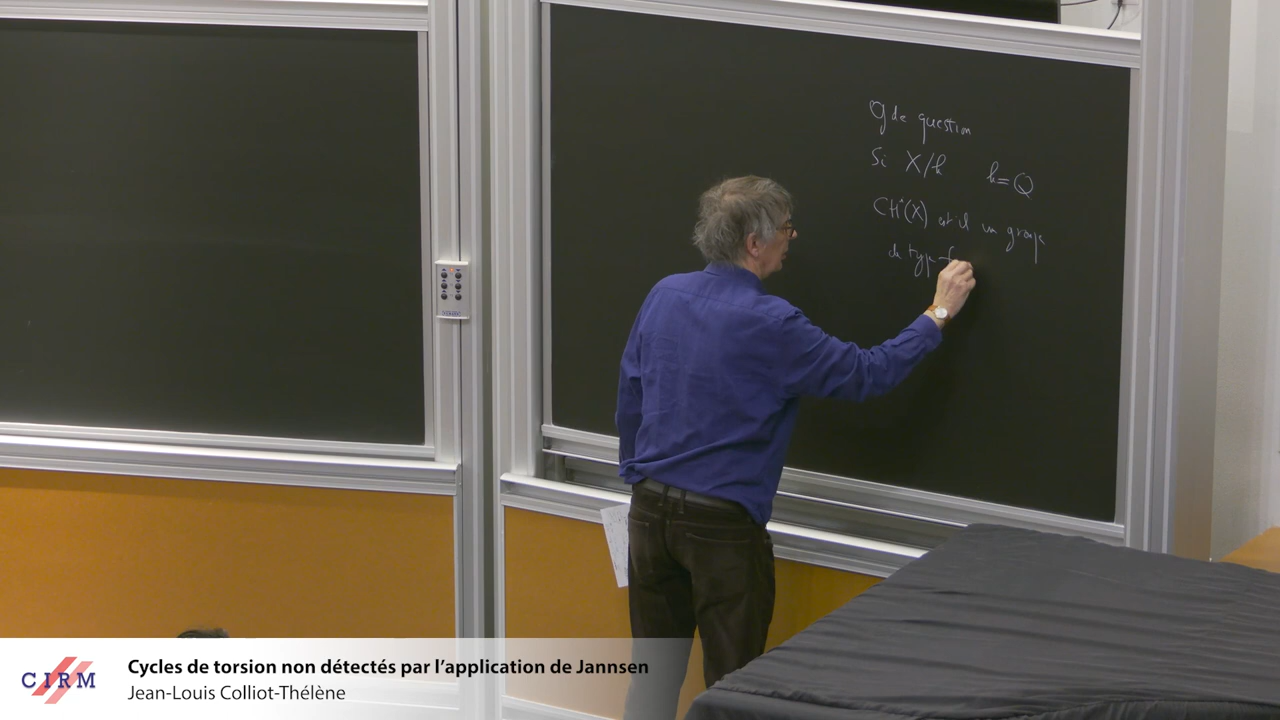 Gde question
Si X/k k=Q
CH^i(X) est-il un groupe
de type f
CIRM
Cycles de torsion non détectés par l'application de Jannsen
Jean-Louis Colliot-Thélène